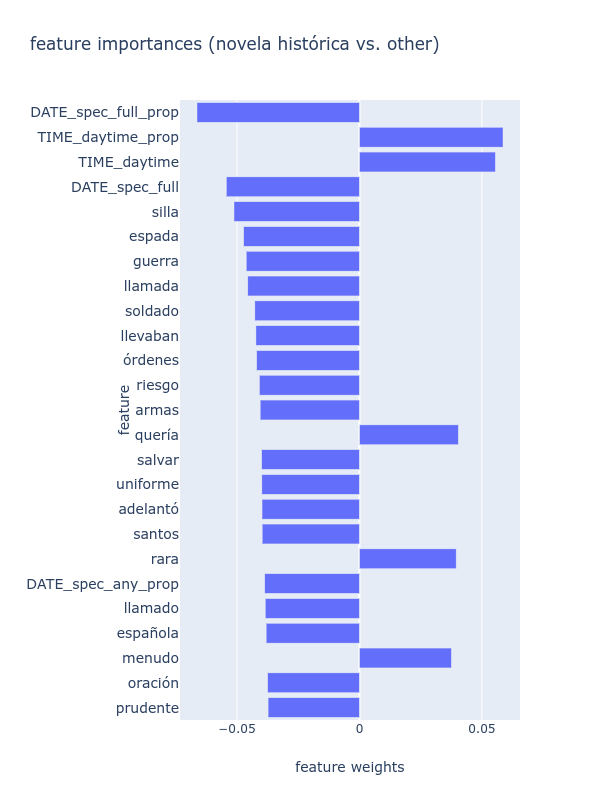 feature importances (novela histórica vs. other)
DATE_spec_full_prop
TIME_daytime_prop
TIME_daytime
DATE_spec_full
silla
espada
guerra
llamada
soldado
llevaban
órdenes
riesgo
armas
quería
salvar
uniforme
adelantó
santos
rara
DATE_spec_any_prop
llamado
española
menudo
oración
prudente
feature
−0.05 0 0.05
feature weights